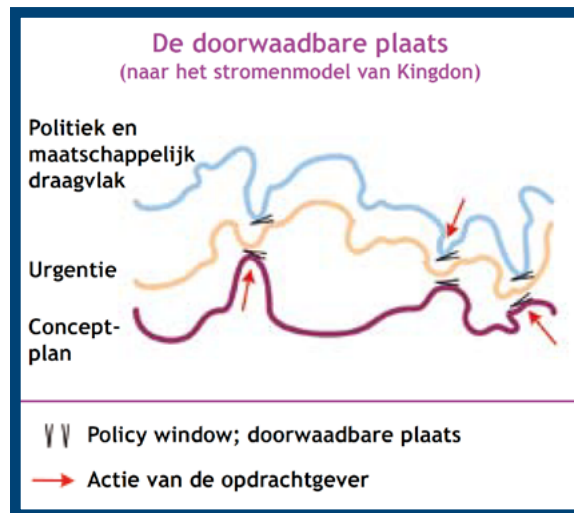 De doorwaadbare plaats
(naar het stromenmodel van Kingdon)
Politiek en
maatschappelijk
draagvlak
Urgentie
Concept-
plan
Policy window; doorwaadbare plaats
Actie van de opdrachtgever